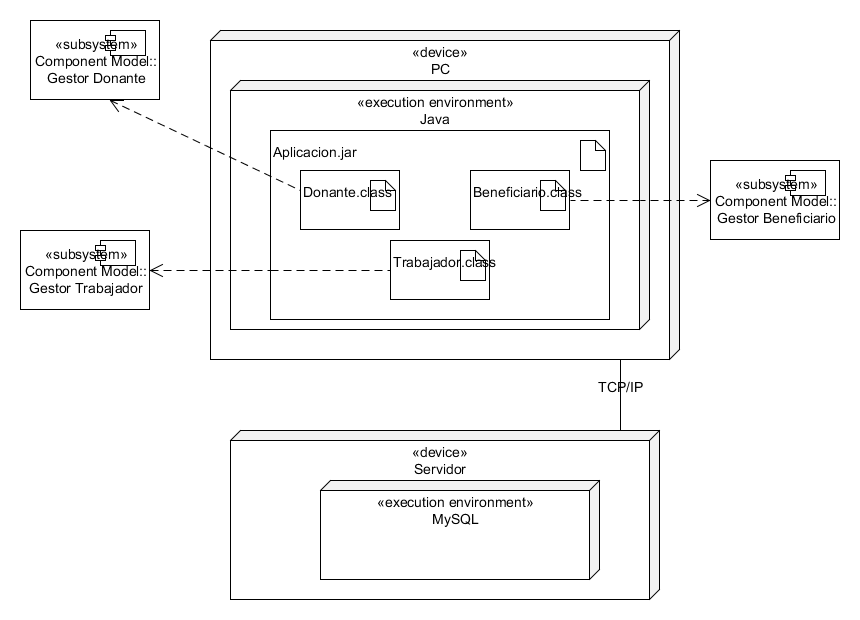 «subsystem»
Component Model::
Gestor Donante
«device»
PC
«execution environment»
Java
Aplicacion.jar
Donante.class
Beneficiario.class
Trabajador.class
«subsystem»
Component Model::
Gestor Beneficiario
«subsystem»
Component Model::
Gestor Trabajador
TCP/IP
«device»
Servidor
«execution environment»
MySQL